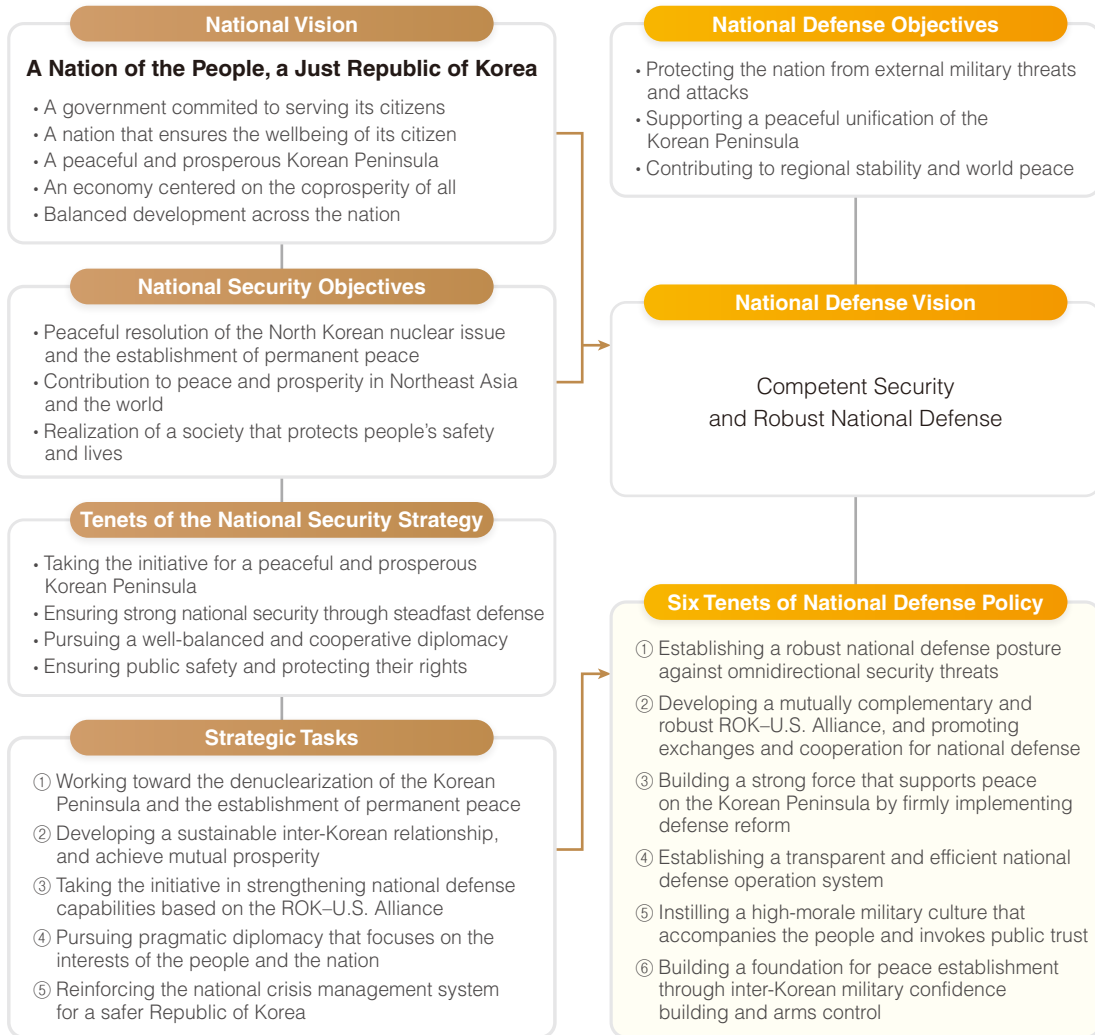 National Vision
A Nation of the People, a Just Republic of Korea
• A government commited to serving its citizens
• A nation that ensures the wellbeing of its citizen
• A peaceful and prosperous Korean Peninsula
• An economy centered on the coprosperity of all
• Balanced development across the nation
National Security Objectives
• Peaceful resolution of the North Korean nuclear issue
and the establishment of permanent peace
• Contribution to peace and prosperity in Northeast Asia
and the world
• Realization of a society that protects people's safety
and lives
Tenets of the National Security Strategy
• Taking the initiative for a peaceful and prosperous
Korean Peninsula
• Ensuring strong national security through steadfast defense
• Pursuing a well-balanced and cooperative diplomacy
• Ensuring public safety and protecting their rights
Strategic Tasks
① Working toward the denuclearization of the Korean
Peninsula and the establishment of permanent peace
② Developing a sustainable inter-Korean relationship,
and achieve mutual prosperity
③ Taking the initiative in strengthening national defense
capabilities based on the ROK–U.S. Alliance
④ Pursuing pragmatic diplomacy that focuses on the
interests of the people and the nation
⑤ Reinforcing the national crisis management system
for a safer Republic of Korea
National Defense Objectives
• Protecting the nation from external military threats
and attacks
• Supporting a peaceful unification of the
Korean Peninsula
• Contributing to regional stability and world peace
National Defense Vision
Competent Security
and Robust National Defense
Six Tenets of National Defense Policy
① Establishing a robust national defense posture
against omnidirectional security threats
② Developing a mutually complementary and
robust ROK–U.S. Alliance, and promoting
exchanges and cooperation for national defense
③ Building a strong force that supports peace
on the Korean Peninsula by firmly implementing
defense reform
④ Establishing a transparent and efficient national
defense operation system
⑤ Instilling a high-morale military culture that
accompanies the people and invokes public trust
⑥ Building a foundation for peace establishment
through inter-Korean military confidence
building and arms control